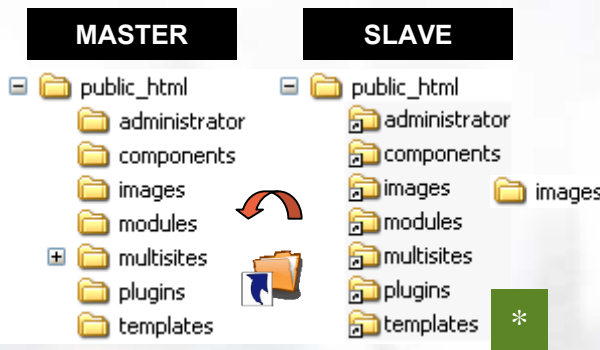 MASTER
public_html
administrator
components
images
modules
multisites
plugins
templates
SLAVE
public_html
administrator
components
images
modules
multisites
plugins
templates
images
*